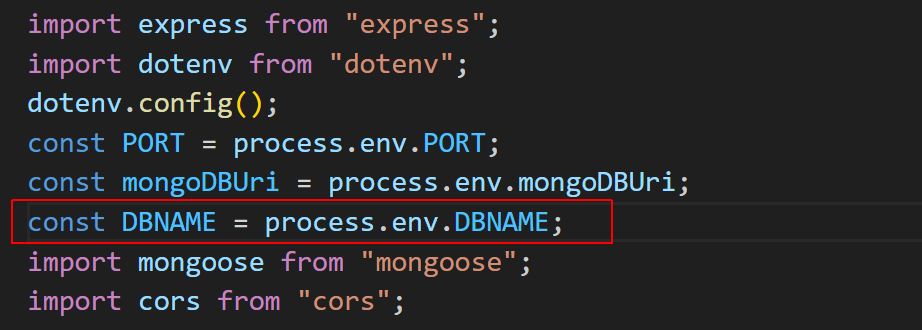 import express from "express";
import dotenv from "dotenv";
dotenv.config();
const PORT = process.env.PORT;
const mongoDBUri = process.env.mongoDBUri;
const DBNAME = process.env.DBNAME;
import mongoose from "mongoose";
import cors from "cors";